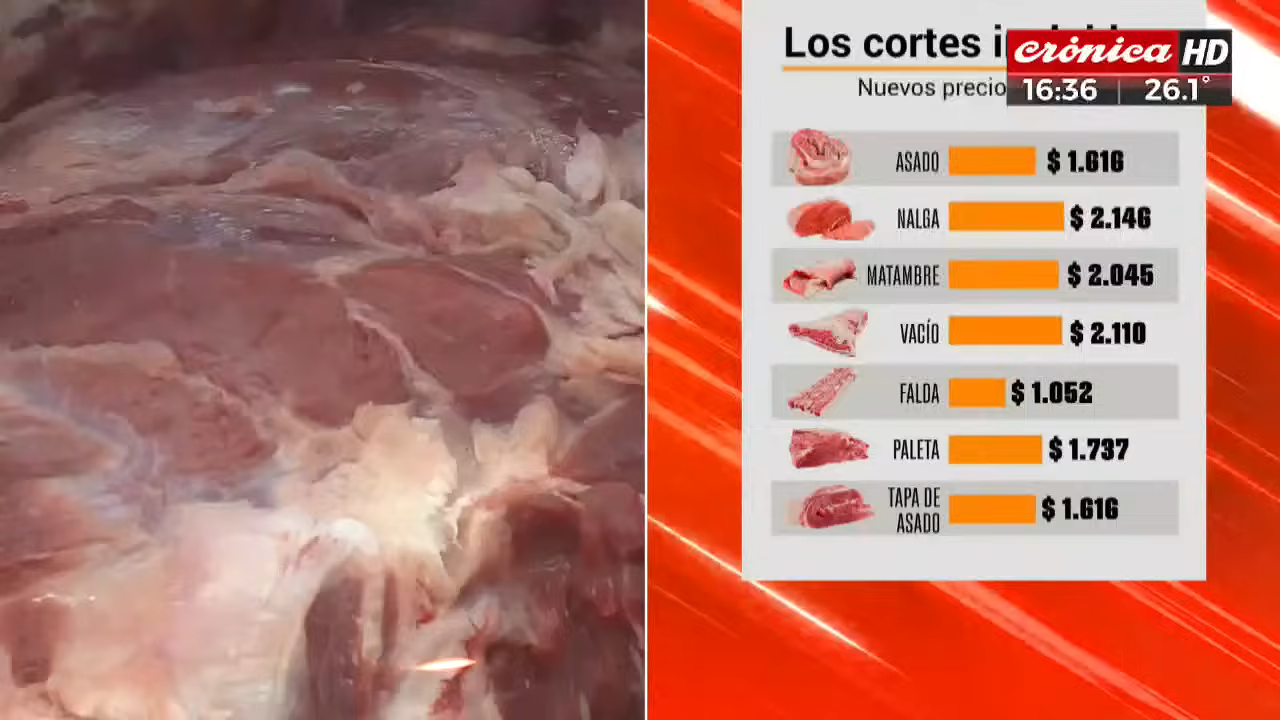 Los cortes
crónica HD
Nuevos precio
16:36 26.1°
ASADO $ 1.616
NALGA $ 2.146
MATAMBRE $ 2.045
VACÍO $ 2.110
FALDA $ 1.052
PALETA $ 1.737
TAPA DE
ASADO $ 1.616